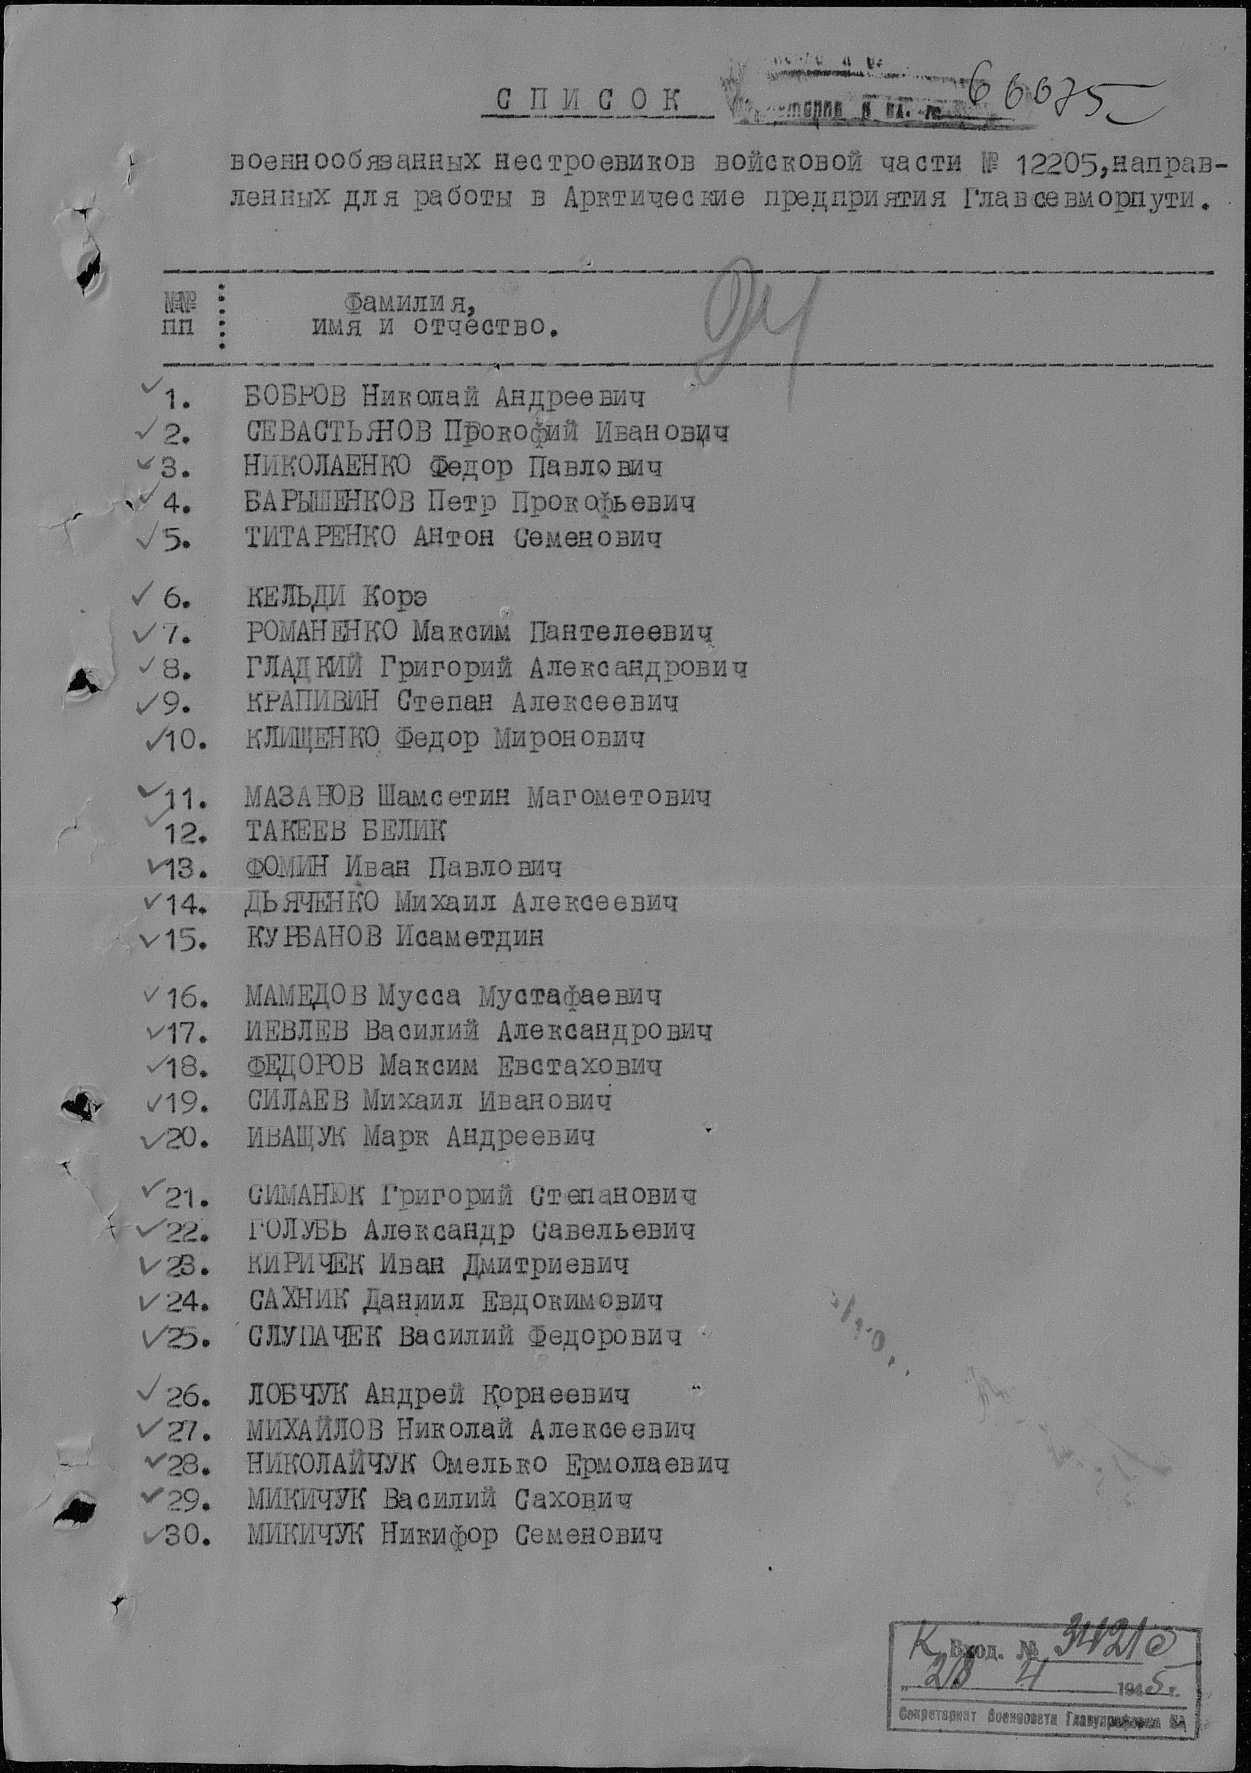 СПИСОК
66075
военнообязанных нестроевиков войсковой части № 12205,направ-
ленных для работы в Арктические предприятия Главсевморпути.
№№
пп
Фамилия,
имя и отчество.
1. БОБРОВ Николай Андреевич
2. СЕВАСТЬЯНОВ Прокофий Иванович
3. НИКОЛАЕНКО Федор Павлович
4. БАРЫШЕНКОВ Петр Прокофьевич
5. ТИТАРЕНКО Антон Семенович
6. КЕЛЬДИ Корэ
7. РОМАНЕНКО Максим Пантелеевич
8. ГЛАДКИЙ Григорий Александрович
9. КРАПИВИН Степан Алексеевич
10. КЛИЩЕНКО Федор Миронович
11. МАЗАНОВ Шамсетин Магометович
12. ТАКЕЕВ БЕЛИК
13. ФОМИН Иван Павлович
14. ДЬЯЧЕНКО Михаил Алексеевич
15. КУРБАНОВ Исаметдин
16. МАМЕДОВ Мусса Мустафаевич
17. ИЕВЛЕВ Василий Александрович
18. ФЕДОРОВ Максим Евстахович
19. СИЛАЕВ Михаил Иванович
20. ИВАЩУК Марк Андреевич
21. СИМАНЮК Григорий Степанович
22. ГОЛУБЬ Александр Савельевич
23. КИРИЧЕК Иван Дмитриевич
24. САХНИК Даниил Евдокимович
25. СЛУПАЧЕК Василий Федорович
26. ЛОБЧУК Андрей Корнеевич
27. МИХАЙЛОВ Николай Алексеевич
28. НИКОЛАЙЧУК Омелько Ермолаевич
29. МИКИЧУК Василий Сахович
30. МИКИЧУК Никифор Семенович
Вход. №
4 1945 г.
Секретариат Военсовета